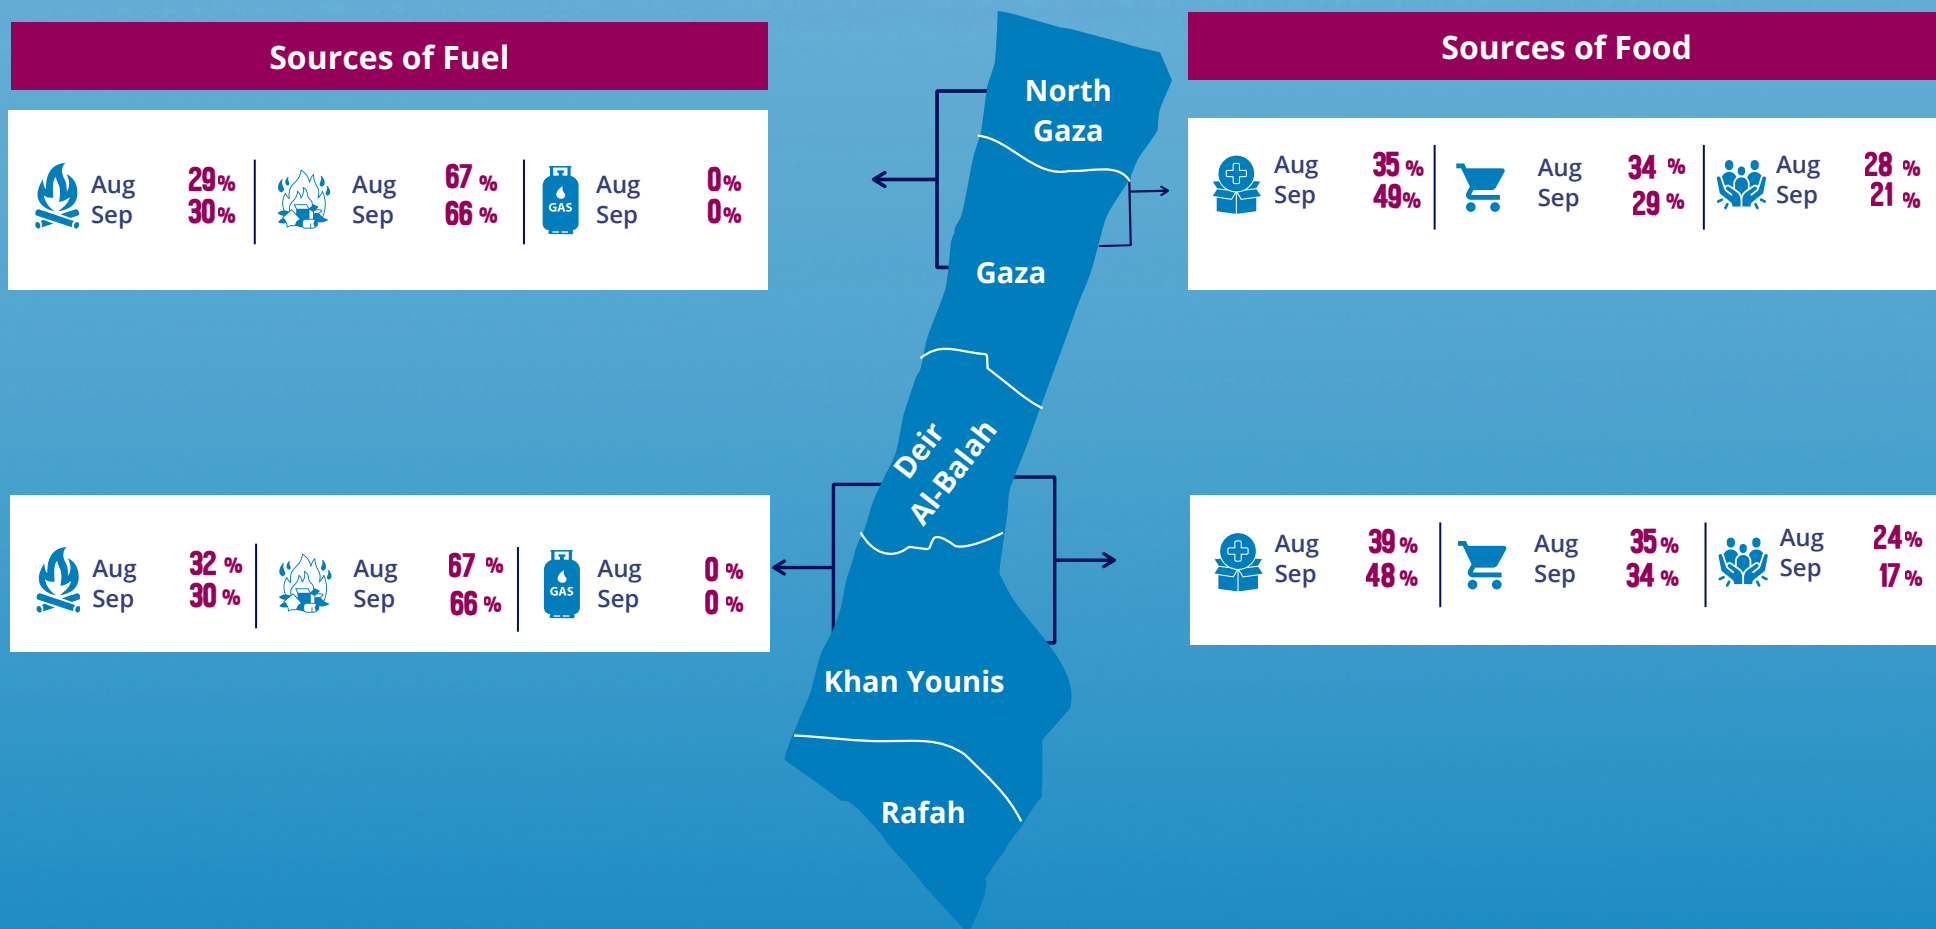 Sources of Fuel
Sources of Food
Aug 29%
Sep 30%
Aug 67 %
Sep 66 %
GAS
Aug 0%
Sep 0%
North
Gaza
Aug 35 %
Sep 49%
Aug 34 %
Sep 29 %
Aug 28 %
Sep 21 %
Gaza
Deir
Al-Balah
Aug 32 %
Sep 30 %
Aug 67 %
Sep 66 %
GAS
Aug 0 %
Sep 0 %
Aug 39 %
Sep 48 %
Aug 35 %
Sep 34 %
Aug 24%
Sep 17 %
Khan Younis
Rafah